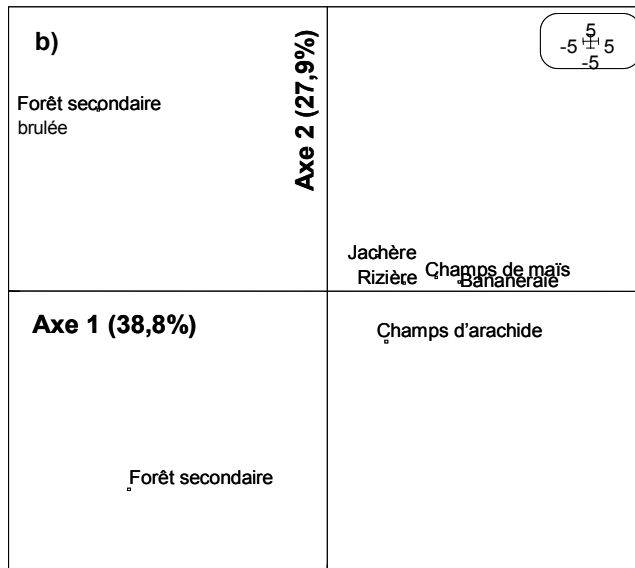 b)
5
-5 5
-5
Axe 2 (27,9%)
Forêt secondaire
brulée
Jachère
Rizière
Champs de maïs
Bananeraie
Axe 1 (38,8%)
Champs d'arachide
Forêt secondaire